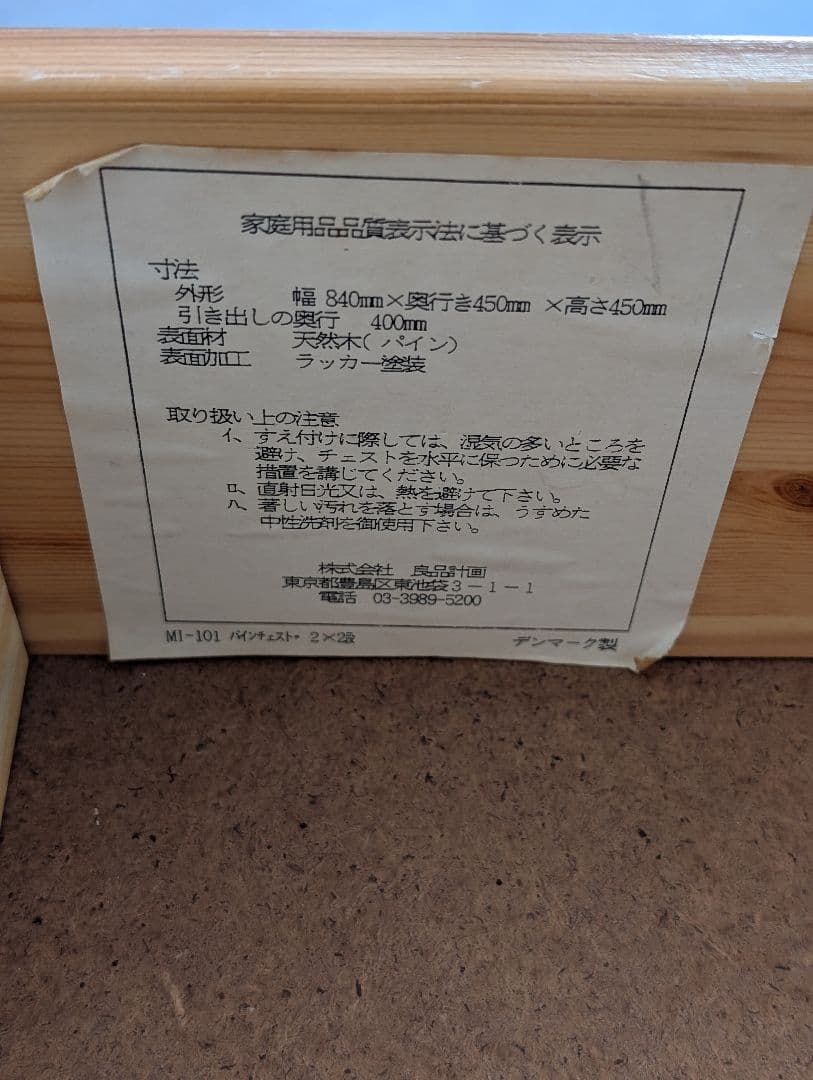 家庭用品品質表示法に基づく表示
寸法
外形 幅 840mm×奥行き450mm ×高さ450mm
引き出しの奥行 400mm
表面材 天然木(パイン)
表面加工 ラッカー塗装
取り扱い上の注意
イ、すえ付けに際しては、湿気の多いところを
避け、チェストを水平に保つために必要な
措置を講じてください。
ロ、直射日光又は、熱を避けて下さい。
ハ、著しい汚れを落とす場合は、うすめた
中性洗剤を御使用下さい。
株式会社 良品計画
東京都豊島区東池袋3-1-1
電話 03-3989-5200
MI-101 パインチェスト・2×2段 デンマーク製